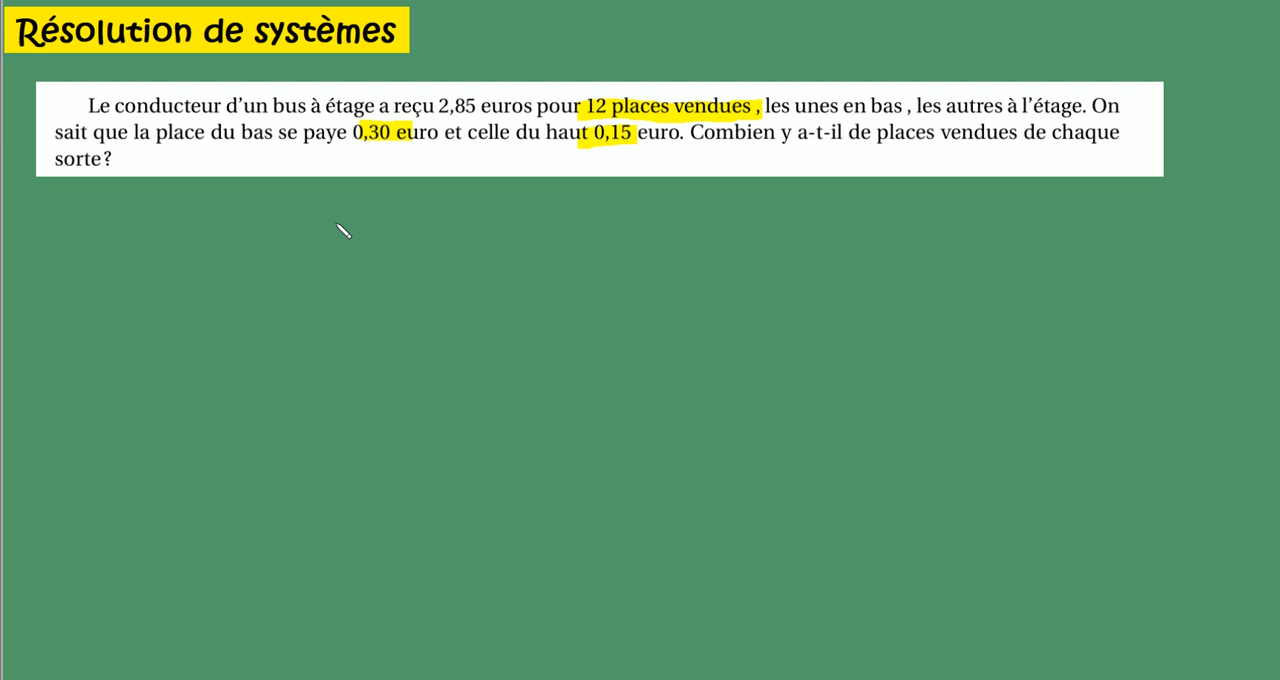 Résolution de systèmes
Le conducteur d'un bus à étage a reçu 2,85 euros pour 12 places vendues , les unes en bas , les autres à l'étage. On
sait que la place du bas se paye 0,30 euro et celle du haut 0,15 euro. Combien y a-t-il de places vendues de chaque
sorte ?